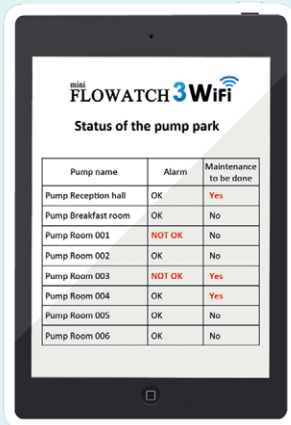 mini
FLOWATCH 3 WiFi
Status of the pump park
Pump name Alarm Maintenance to be done
Pump Reception hall OK Yes
Pump Breakfast room OK No
Pump Room 001 NOT OK No
Pump Room 002 OK No
Pump Room 003 NOT OK Yes
Pump Room 004 OK Yes
Pump Room 005 OK No
Pump Room 006 OK No